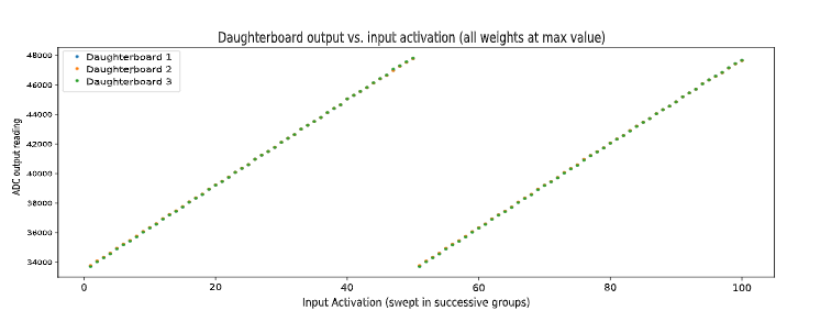 Daughterboard output vs. input activation (all weights at max value)
Daughterboard 1
Daughterboard 2
Daughterboard 3
ADC output reading
48000
46000
44000
42000
40000
38000
36000
34000
0 20 40 60 80 100
Input Activation (swept in successive groups)